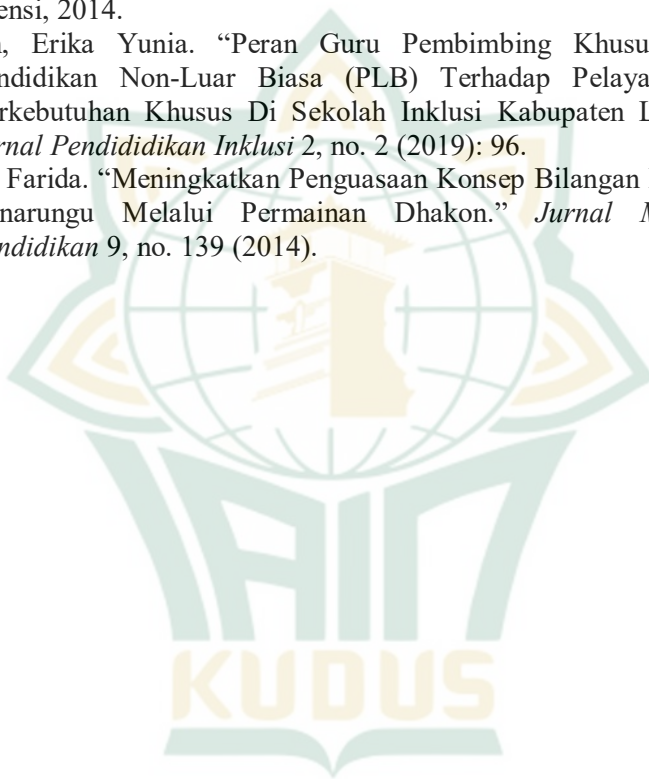 ensi, 2014.
, Erika Yunia. “Peran Guru Pembimbing Khusu
ndidikan Non-Luar Biasa (PLB) Terhadap Pelaya
rkebutuhan Khusus Di Sekolah Inklusi Kabupaten L
rnal Pendididikan Inklusi 2, no. 2 (2019): 96.
Farida. “Meningkatkan Penguasaan Konsep Bilangan
narungu Melalui Permainan Dhakon.” Jurnal M
ndidikan 9, no. 139 (2014).
IAIN
KUDUS